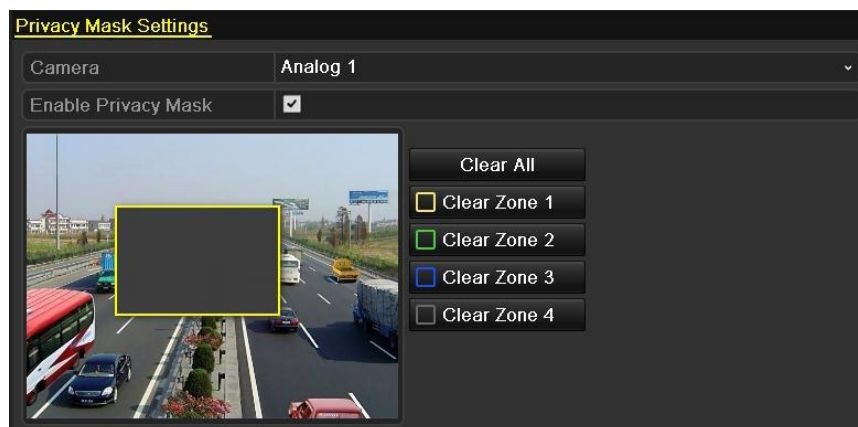 Privacy Mask Settings
Camera Analog 1
Enable Privacy Mask
Clear All
Clear Zone 1
Clear Zone 2
Clear Zone 3
Clear Zone 4